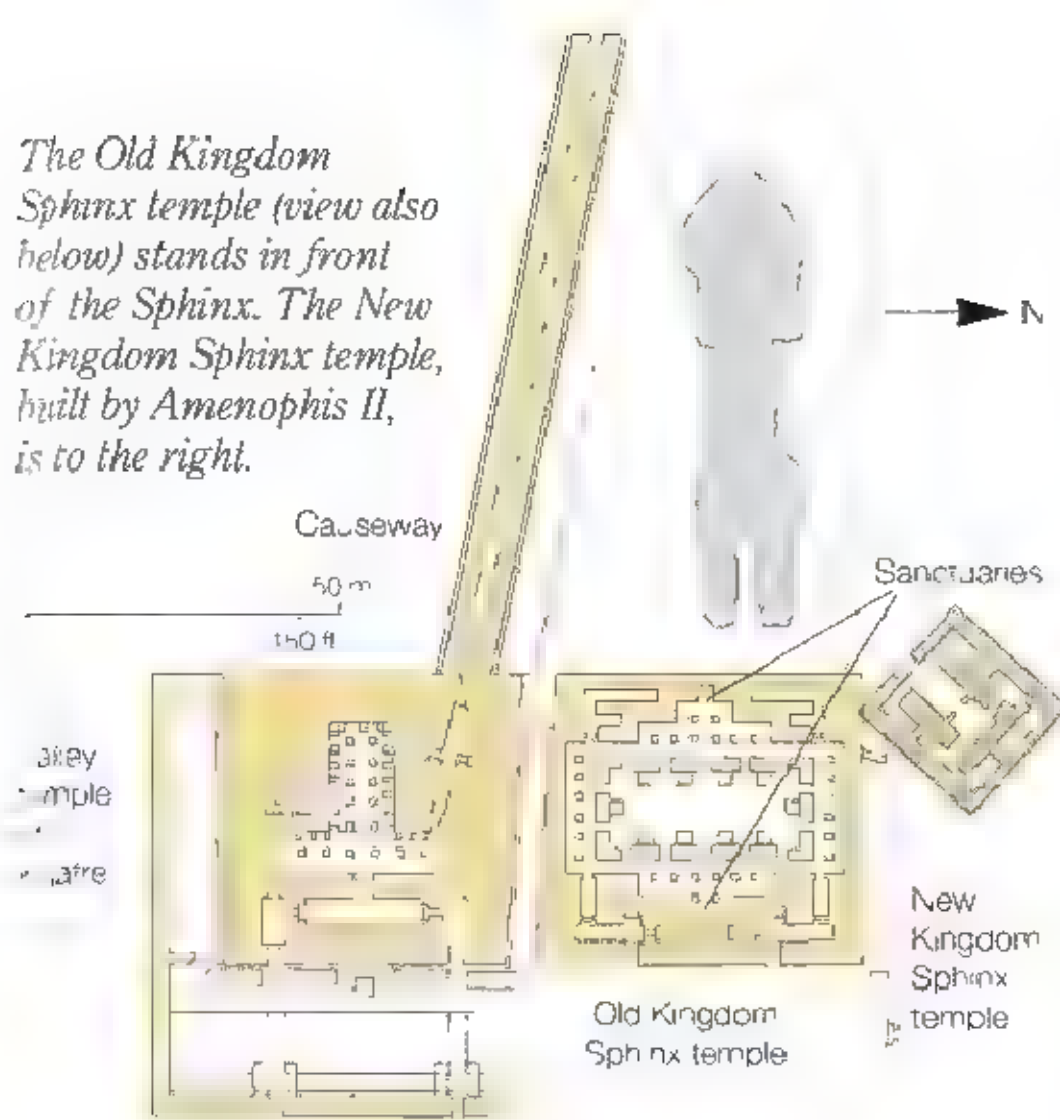 The Old Kingdom
Sphinx temple (view also
below) stands in front
of the Sphinx. The New
Kingdom Sphinx temple,
built by Amenophis II,
is to the right.
N
Causeway
50 m
150 ft
Sanctuaries
New
Kingdom
Sphinx
temple
Old Kingdom
Sphinx temple